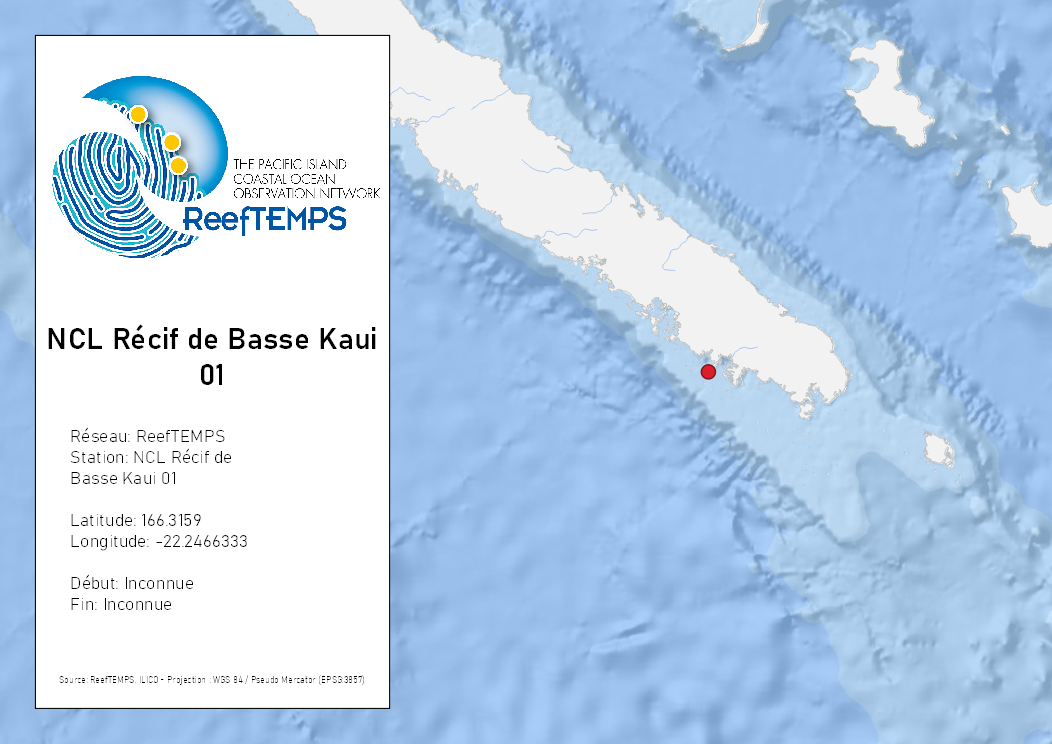 THE PACIFIC ISLAND
COASTAL OCEAN
OBSERVATION NETWORK
ReefTEMPS
NCL Récif de Basse Kaui
01
Réseau: ReefTEMPS
Station: NCL Récif de
Basse Kaui 01
Latitude: 166.3159
Longitude: -22.2466333
Début: Inconnue
Fin: Inconnue
Source: ReefTEMPS, ILICO - Projection : WGS 84 / Pseudo Mercator (EPSG:3857)